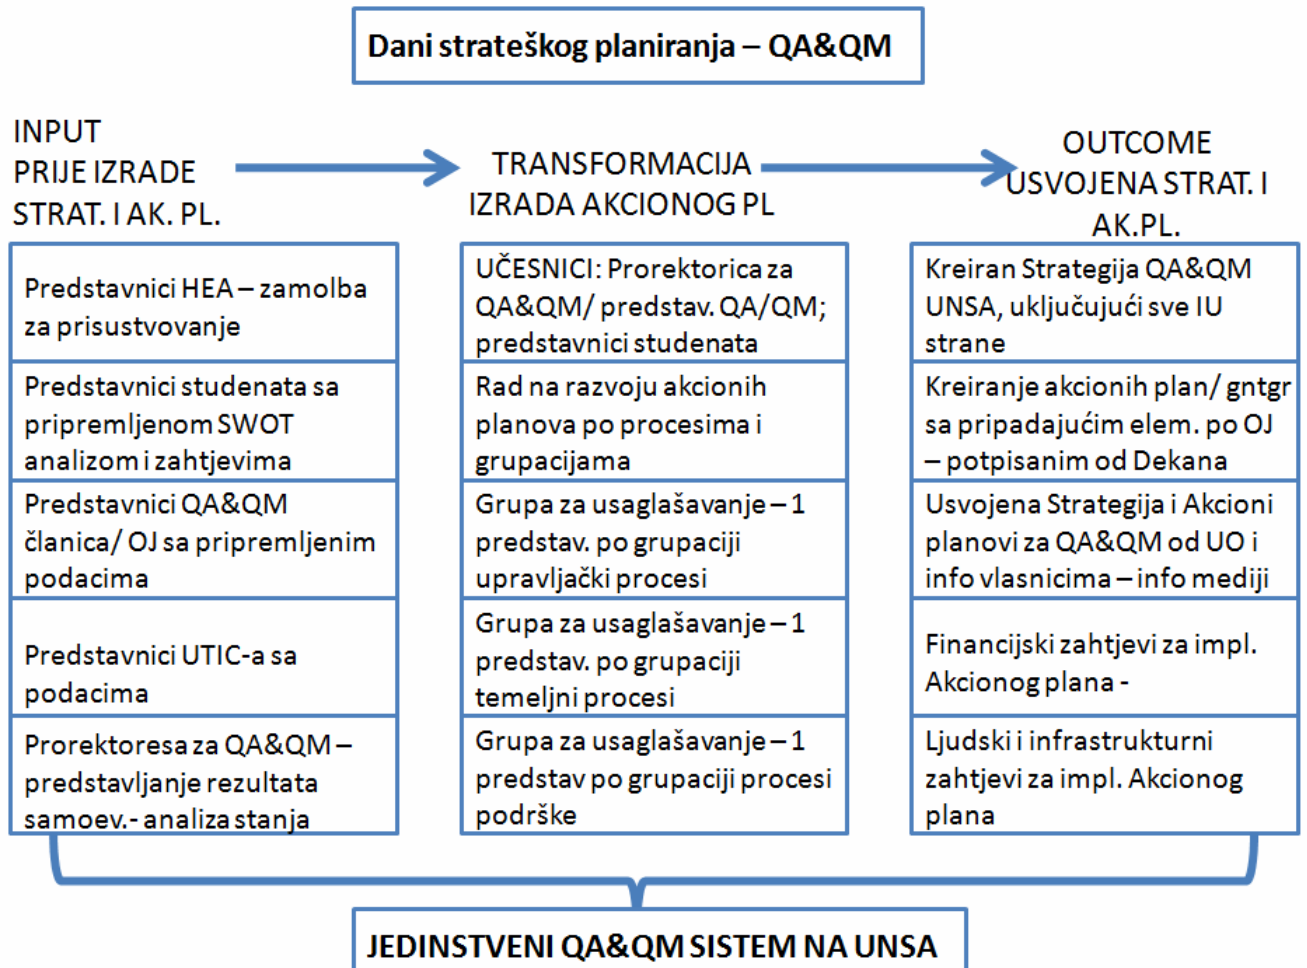 Dani strateškog planiranja – QA&QM
INPUT
PRIJE IZRADE
STRAT. I AK. PL.
TRANSFORMACIJA
IZRADA AKCIONOG PL
OUTCOME
USVOJENA STRAT. I
AK.PL.
Predstavnici HEA – zamolba
za prisustvovanje
Predstavnici studenata sa
pripremljenom SWOT
analizom i zahtjevima
Predstavnici QA&QM
članica/ OJ sa pripremljenim
podacima
Predstavnici UTIC-a sa
podacima
Prorektoresa za QA&QM –
predstavljanje rezultata
samoev.- analiza stanja
UČESNICI: Prorektorica za
QA&QM/ predstav. QA/QM;
predstavnici studenata
Rad na razvoju akcionih
planova po procesima i
grupacijama
Grupa za usaglašavanje – 1
predstav. po grupaciji
upravljački procesi
Grupa za usaglašavanje – 1
predstav. po grupaciji
temeljni procesi
Grupa za usaglašavanje – 1
predstav po grupaciji procesi
podrške
Kreiran Strategija QA&QM
UNSA, uključujući sve IU
strane
Kreiranje akcionih plan/ gntgr
sa pripadajućim elem. po OJ
– potpisanim od Dekana
Usvojena Strategija i Akcioni
planovi za QA&QM od UO i
info vlasnicima – info mediji
Financijski zahtjevi za impl.
Akcionog plana -
Ljudski i infrastrukturni
zahtjevi za impl. Akcionog
plana
JEDINSTVENI QA&QM SISTEM NA UNSA